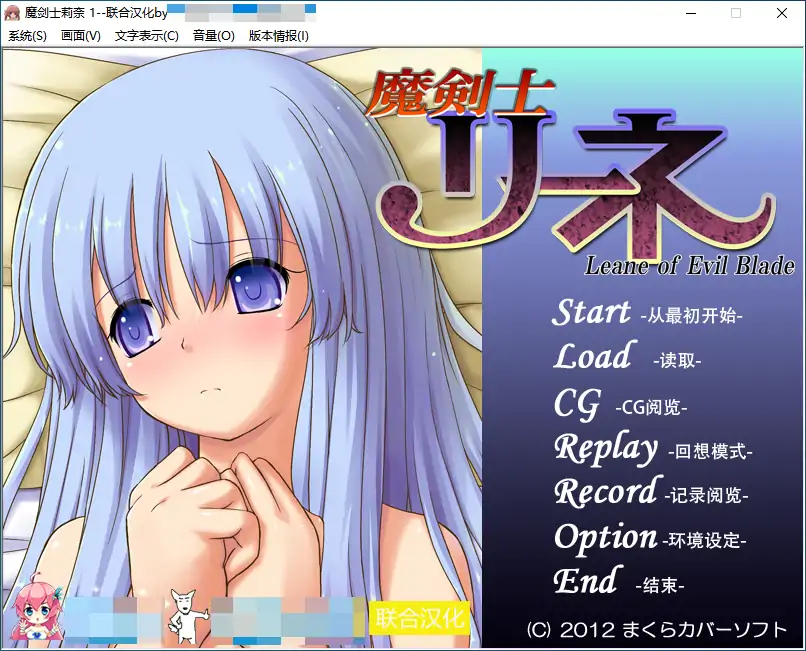 魔剑士莉奈 1--联合汉化by
系统(S) 画面(V) 文字表示(C) 音量(O) 版本情报(I)
魔剣士
リーネ
Leane of Evil Blade
Start -从最初开始-
Load -读取-
CG -CG阅览-
Replay -回想模式-
Record -记录阅览-
Option -环境设定-
End -结束-
联合汉化
(C) 2012 まくらカバーソフト